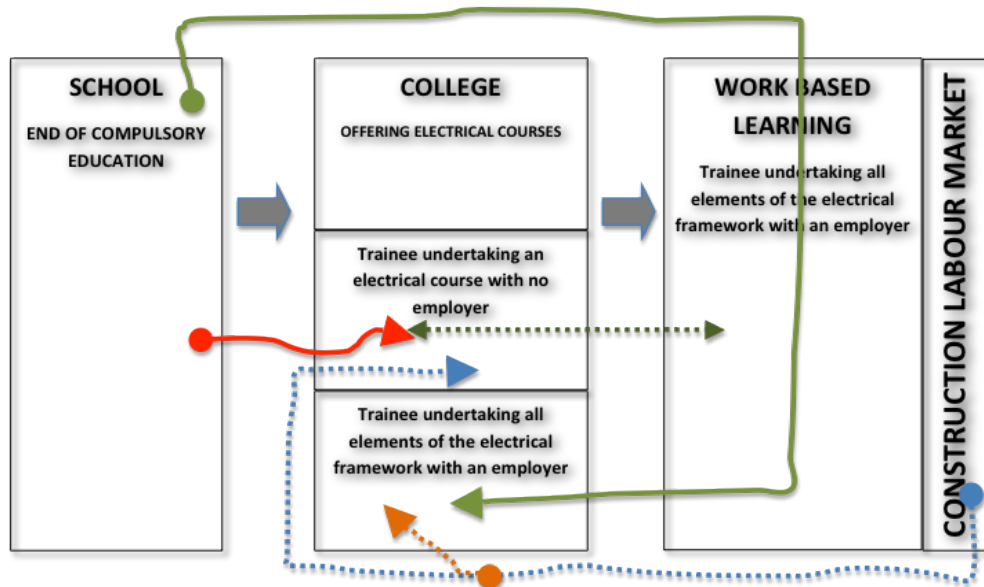 SCHOOL
END OF COMPULSORY
EDUCATION
COLLEGE
OFFERING ELECTRICAL COURSES
Trainee undertaking an
electrical course with no
employer
Trainee undertaking all
elements of the electrical
framework with an employer
WORK BASED
LEARNING
Trainee undertaking all
elements of the electrical
framework with an employer
CONSTRUCTION LABOUR MARKET